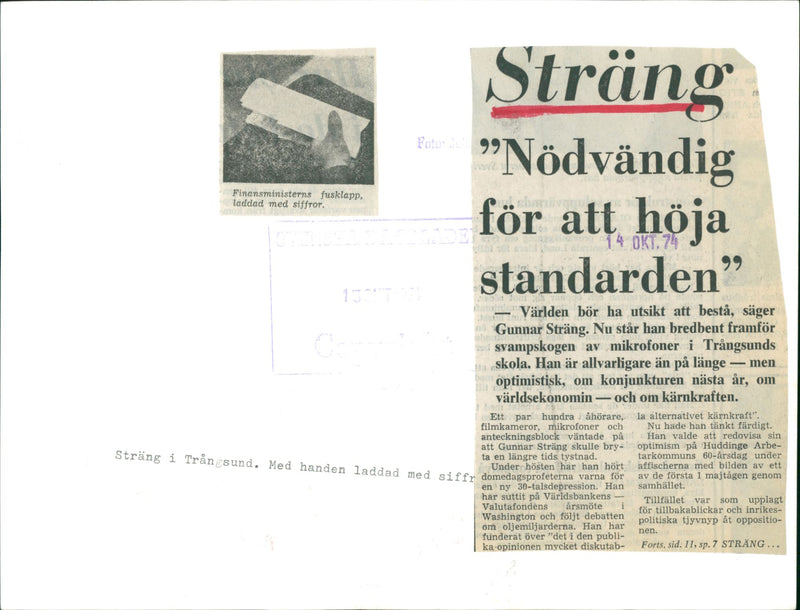 Finansministerns fusklapp,
laddad med siffror.
Foto:
Sträng i Trångsund. Med handen laddad med siffr
Sträng
”Nödvändig
för att höja
14 OKT. 74
standarden”
— Världen bör ha utsikt att bestå, säger
Gunnar Sträng. Nu står han bredbent framför
svampskogen av mikrofoner i Trångsunds
skola. Han är allvarligare än på länge — men
optimistisk, om konjunkturen nästa år, om
världsekonomin — och om kärnkraften.
Ett par hundra åhörare,
filmkameror, mikrofoner och
anteckningsblock väntade på
att Gunnar Sträng skulle bry-
ta en längre tids tystnad.
Under hösten har han hört
domedagsprofeterna varna för
en ny 30-talsdepression. Han
har suttit på Världsbankens —
Valutafondens årsmöte i
Washington och följt debatten
om oljemiljarderna. Han har
funderat över ”det i den publi-
ka opinionen mycket diskutab-
la alternativet kärnkraft”.
Nu hade han tänkt färdigt.
Han valde att redovisa sin
optimism på Huddinge Arbe-
tarkommuns 60-årsdag under
affischerna med bilden av ett
av de första 1 majtågen genom
samhället.
Tillfället var som upplagt
för tillbakablickar och inrikes-
politiska tjyvnyp åt oppositio-
nen.
Forts. sid. 11, sp. 7 STRÄNG ...